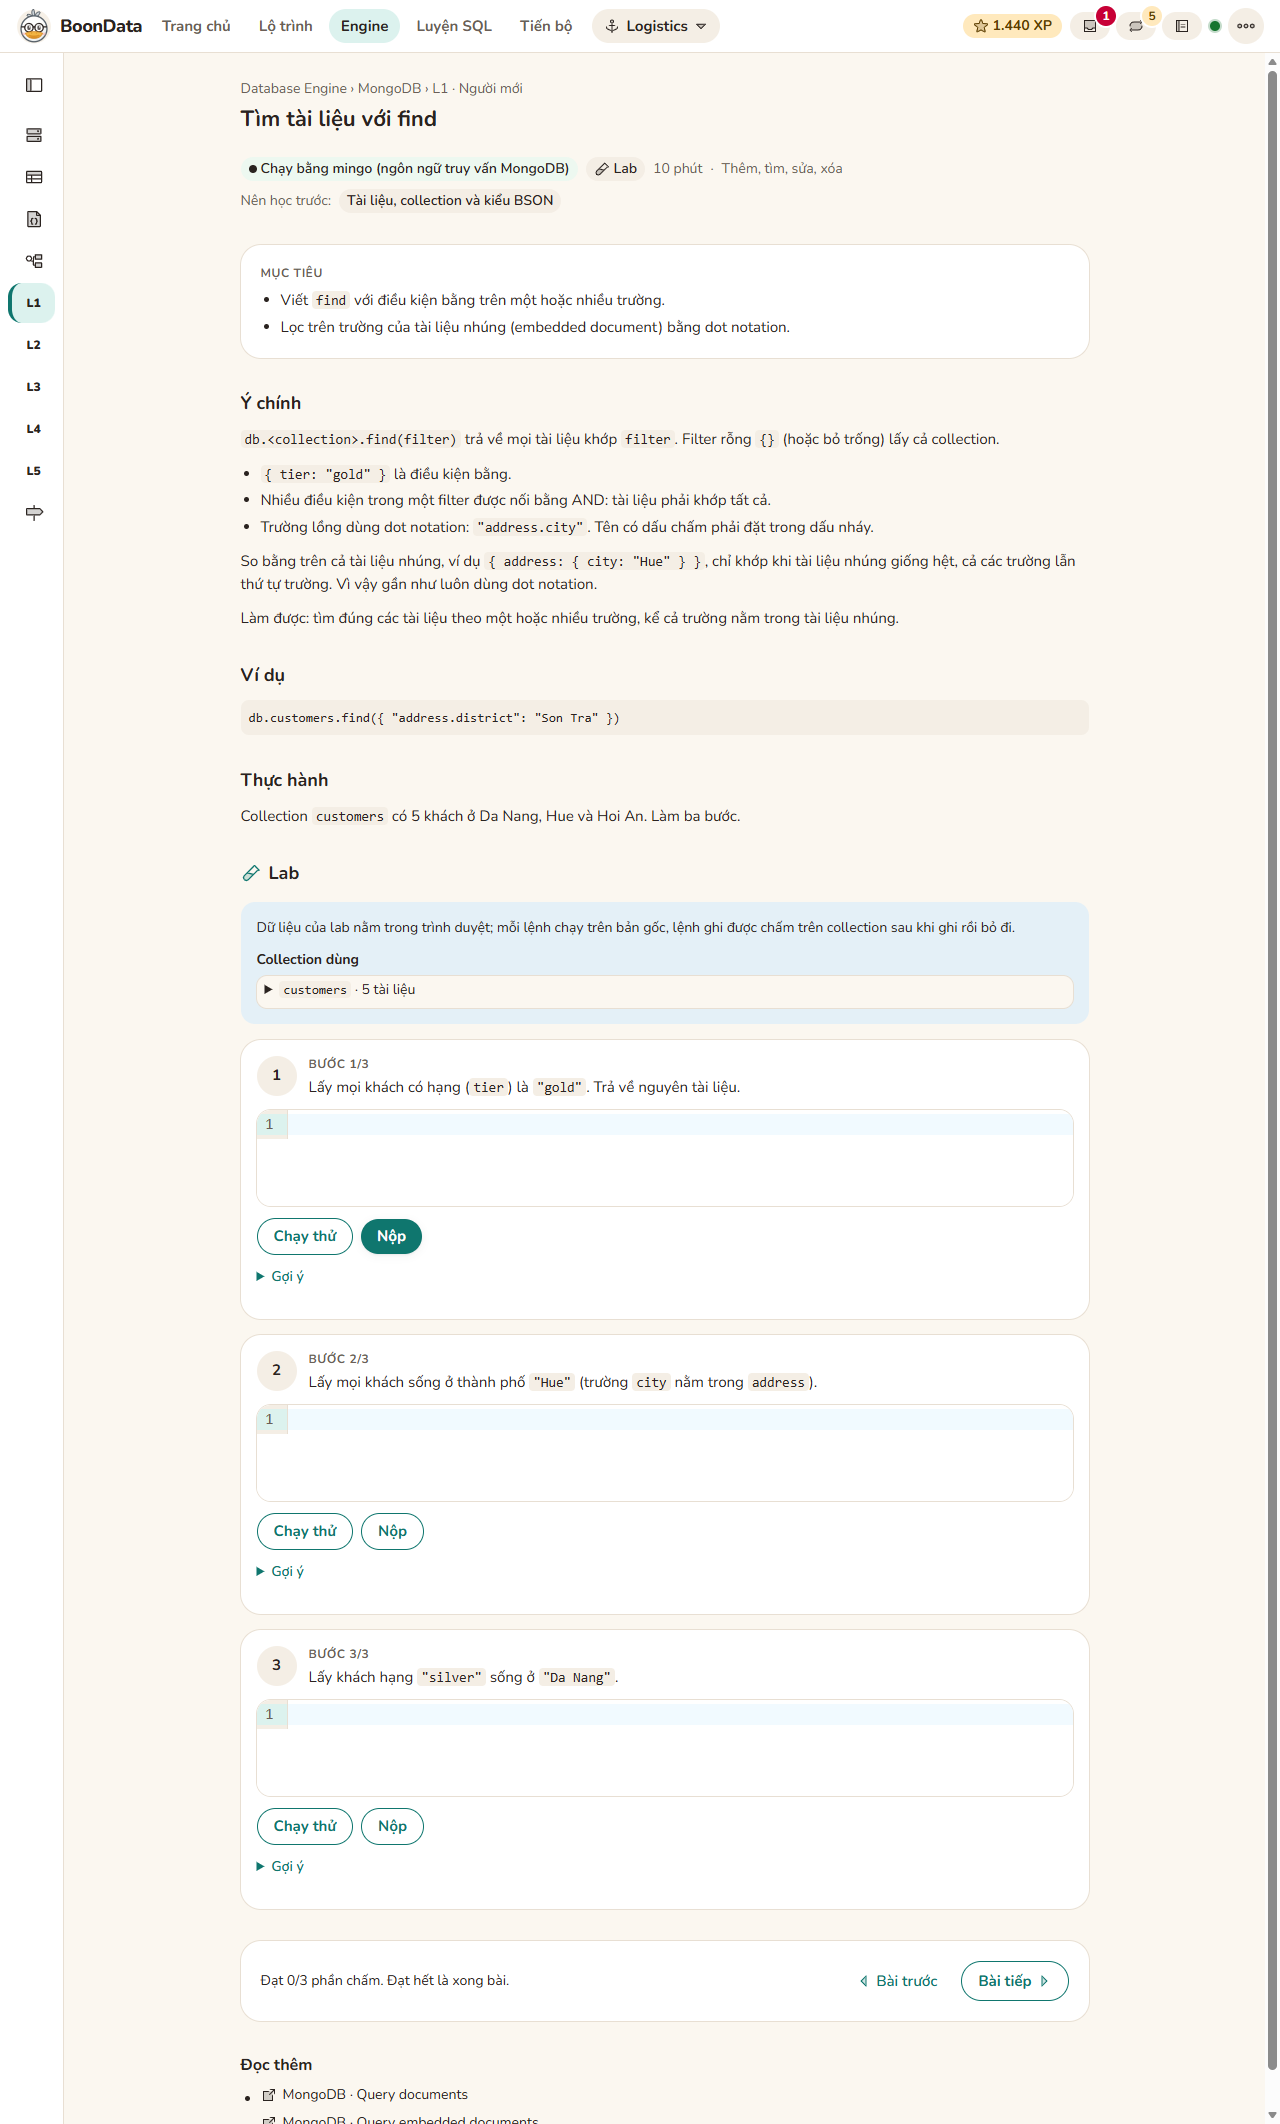 BoonData Trang chủ Lộ trình Engine Luyện SQL Tiến bộ Logistics 1.440 XP 1 5
L1
L2
L3
L4
L5
Database Engine › MongoDB › L1 · Người mới
Tìm tài liệu với find
Chạy bằng mingo (ngôn ngữ truy vấn MongoDB) Lab 10 phút · Thêm, tìm, sửa, xóa
Nên học trước: Tài liệu, collection và kiểu BSON
MỤC TIÊU
• Viết find với điều kiện bằng trên một hoặc nhiều trường.
• Lọc trên trường của tài liệu nhúng (embedded document) bằng dot notation.
Ý chính
db.<collection>.find(filter) trả về mọi tài liệu khớp filter. Filter rỗng {} (hoặc bỏ trống) lấy cả collection.
• { tier: "gold" } là điều kiện bằng.
• Nhiều điều kiện trong một filter được nối bằng AND: tài liệu phải khớp tất cả.
• Trường lồng dùng dot notation: "address.city". Tên có dấu chấm phải đặt trong dấu nháy.
So bằng trên cả tài liệu nhúng, ví dụ { address: { city: "Hue" } }, chỉ khớp khi tài liệu nhúng giống hệt, cả các trường lẫn
thứ tự trường. Vì vậy gần như luôn dùng dot notation.
Làm được: tìm đúng các tài liệu theo một hoặc nhiều trường, kể cả trường nằm trong tài liệu nhúng.
Ví dụ
db.customers.find({ "address.district": "Son Tra" })
Thực hành
Collection customers có 5 khách ở Da Nang, Hue và Hoi An. Làm ba bước.
Lab
Dữ liệu của lab nằm trong trình duyệt; mỗi lệnh chạy trên bản gốc, lệnh ghi được chấm trên collection sau khi ghi rồi bỏ đi.
Collection dùng
customers · 5 tài liệu
1 BƯỚC 1/3
Lấy mọi khách có hạng (tier) là "gold". Trả về nguyên tài liệu.
1
Chạy thử Nộp
Gợi ý
2 BƯỚC 2/3
Lấy mọi khách sống ở thành phố "Hue" (trường city nằm trong address).
1
Chạy thử Nộp
Gợi ý
3 BƯỚC 3/3
Lấy khách hạng "silver" sống ở "Da Nang".
1
Chạy thử Nộp
Gợi ý
Đạt 0/3 phần chấm. Đạt hết là xong bài. Bài trước Bài tiếp
Đọc thêm
• MongoDB · Query documents
MongoDB · Query embedded documents